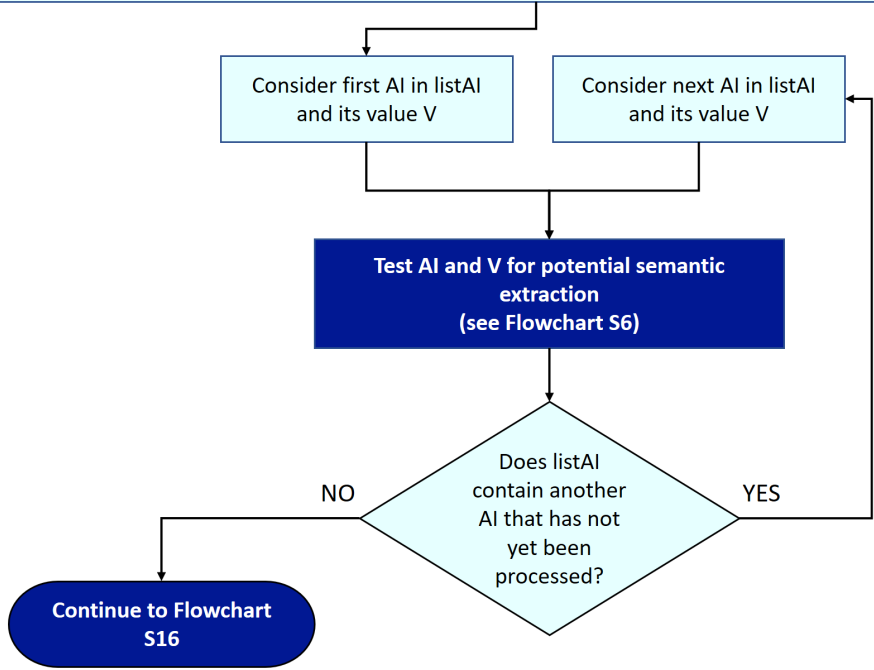 Consider first AI in listAI
and its value V
Consider next AI in listAI
and its value V
Test AI and V for potential semantic
extraction
(see Flowchart S6)
Does listAI
contain another
AI that has not
yet been
processed?
NO
YES
Continue to Flowchart
S16